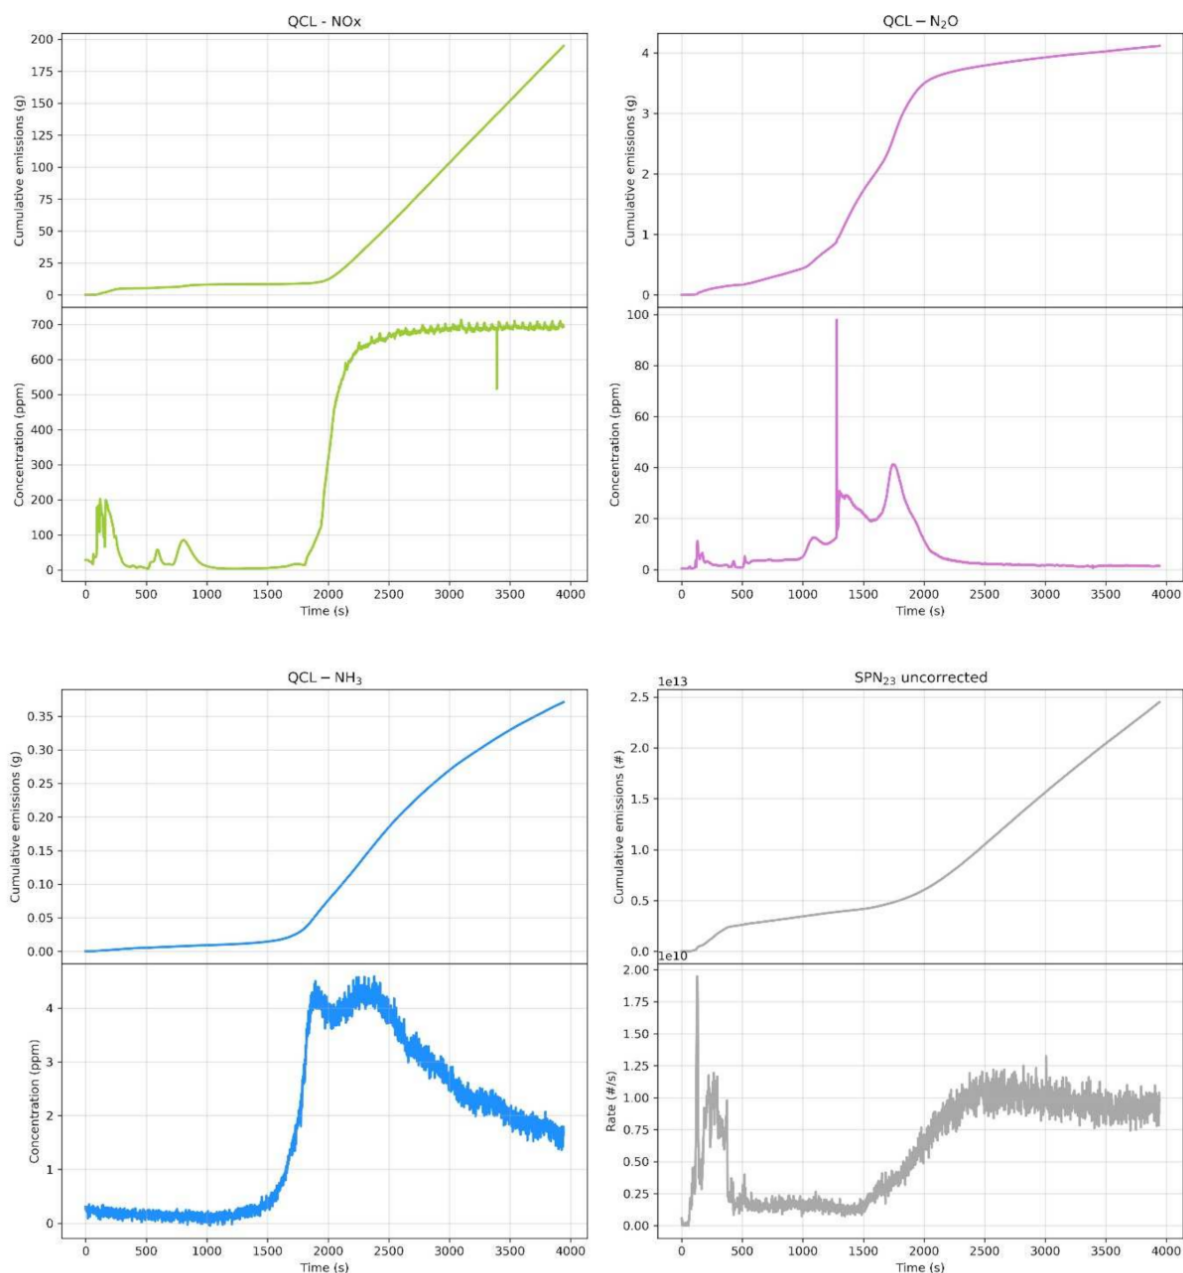 QCL - NOx
Cumulative emissions (g)
200
175
150
125
100
75
50
25
0
Concentration (ppm)
700
600
500
400
300
200
100
0
0 500 1000 1500 2000 2500 3000 3500 4000
Time (s)
QCL – N₂O
Cumulative emissions (g)
4
3
2
1
0
Concentration (ppm)
100
80
60
40
20
0
0 500 1000 1500 2000 2500 3000 3500 4000
Time (s)
QCL – NH₃
Cumulative emissions (g)
0.35
0.30
0.25
0.20
0.15
0.10
0.05
0.00
Concentration (ppm)
4
3
2
1
0
0 500 1000 1500 2000 2500 3000 3500 4000
Time (s)
SPN₂₃ uncorrected
1e13
Cumulative emissions (#)
2.5
2.0
1.5
1.0
0.5
0.0
1e10
Rate (#/s)
2.00
1.75
1.50
1.25
1.00
0.75
0.50
0.25
0.00
0 500 1000 1500 2000 2500 3000 3500 4000
Time (s)